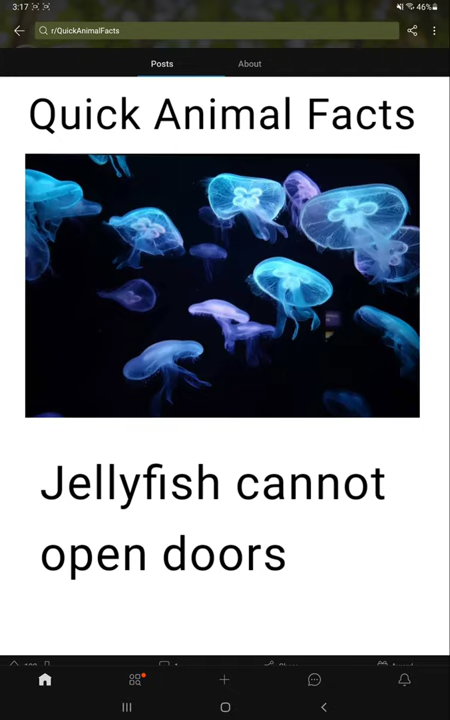 3:17 46%
r/QuickAnimalFacts
Posts About
Quick Animal Facts
Jellyfish cannot
open doors